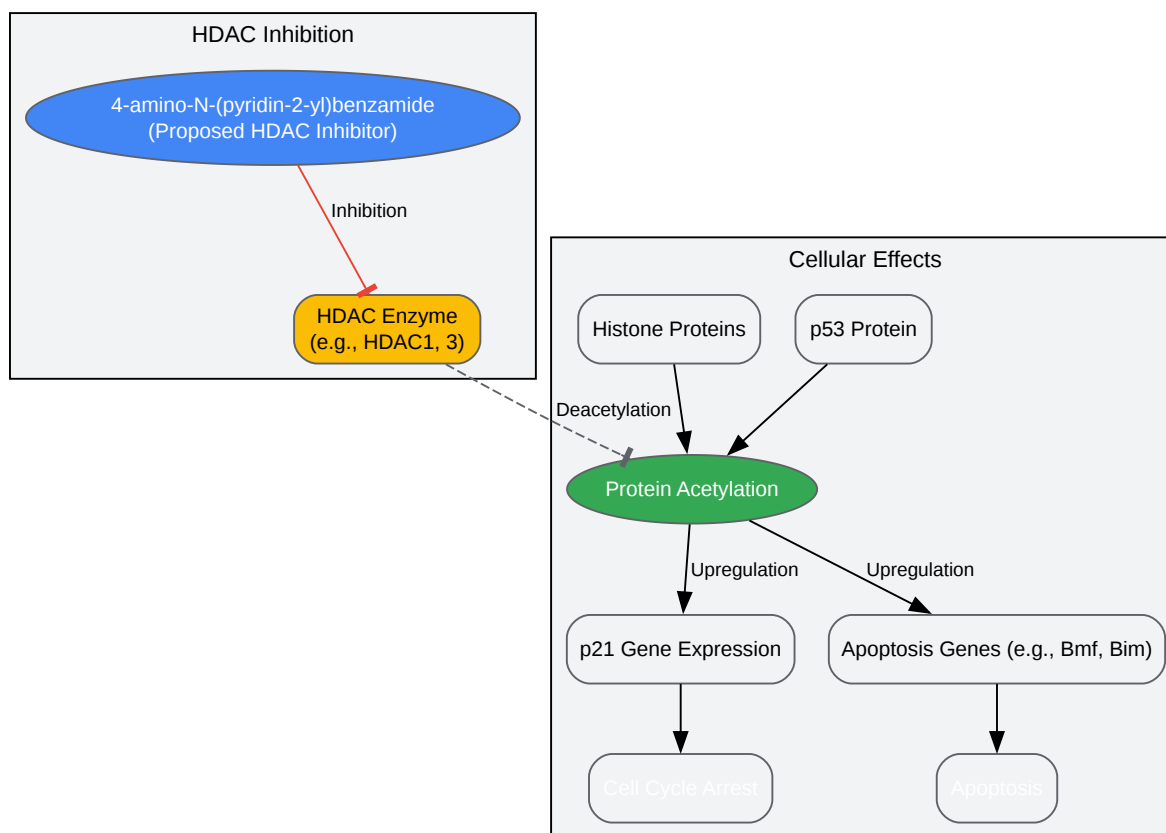 HDAC Inhibition
4-amino-N-(pyridin-2-yl)benzamide
(Proposed HDAC Inhibitor)
Inhibition
HDAC Enzyme
(e.g., HDAC1, 3)
Cellular Effects
Histone Proteins
p53 Protein
Deacetylation
Protein Acetylation
Upregulation
Upregulation
p21 Gene Expression
Apoptosis Genes (e.g., Bmf, Bim)
Cell Cycle Arrest
Apoptosis